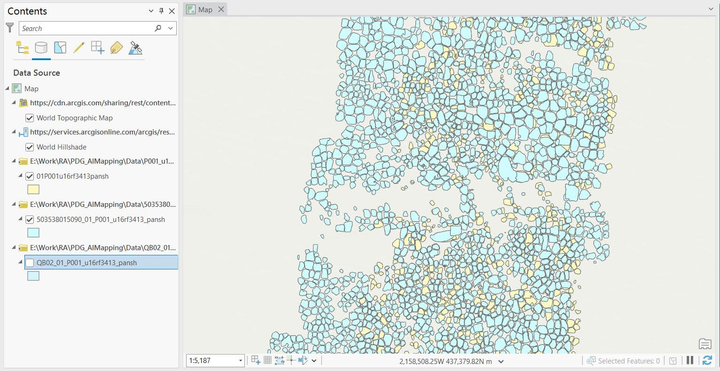 Contents
Map
Search
Data Source
Map
https://cdn.arcgis.com/sharing/rest/content...
World Topographic Map
https://services.arcgisonline.com/arcgis/res...
World Hillshade
E:\Work\RA\PDG_AIMapping\Data\P001_u1...
01P001u16rf3413pansh
E:\Work\RA\PDG_AIMapping\Data\5035380...
503538015090_01_P001_u16rf3413_pansh
E:\Work\RA\PDG_AIMapping\Data\QB02_01...
QB02_01_P001_u16rf3413_pansh
1:5,187
2,158,508.25W 437,379.82N m
Selected Features: 0